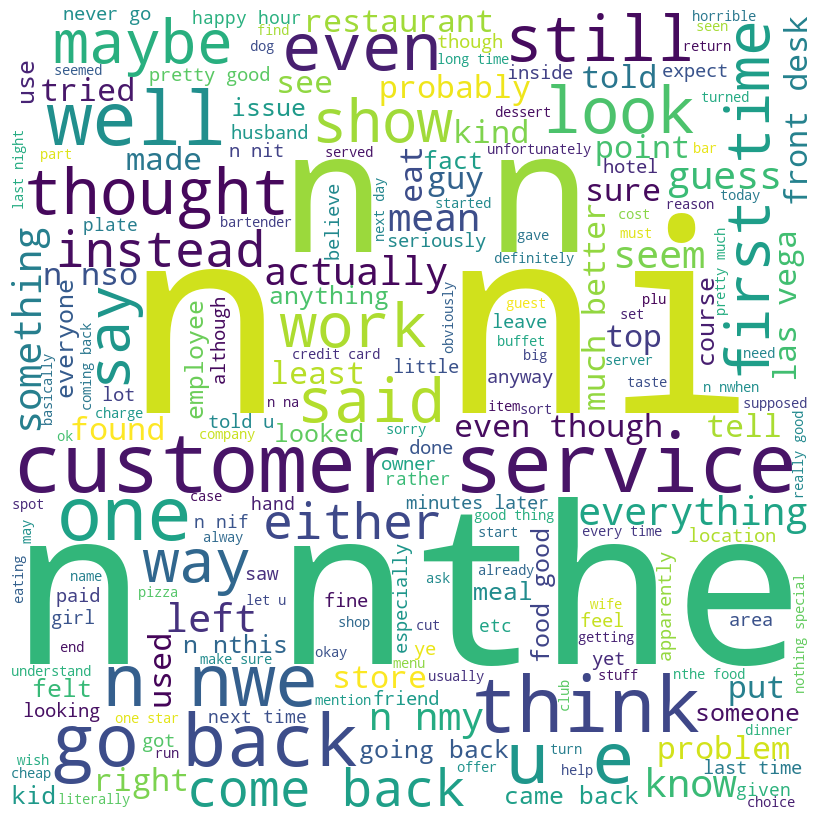 never go
happy hour
restaurant
horrible
maybe
find
even
though
still
seen
first time
front desk
dog
long time
return
seemed
pretty good
see
probably
inside
told
expect
use
tried
issue
show
kind
dessert
look
turned
well
husband
point
last night
part
made
n nit
served
eat
fact
unfortunately
hotel
bar
guess
thought
n n
guy
started
sure
today
reason
plate
bartender
believe
next day
mean
seriously
gave
definitely
cost
must
much better
seem
pretty much
las vega
something
instead
n nso
actually
n ni
say
everyone
anything
leave
guest
plu
course
work
obviously
buffet
big
set
top
need
basically
coming back
employee
although
credit card
least
little
anyway
server
taste
n nwhen
lot
n na
said
item
sort
supposed
charge
found
told u
looked
sorry
even though
tell
ok
company
owner
done
really good
customer service
rather
spot
case
hand
minutes later
one
n nif
either
good thing
everything
may
alway
start
every time
location
n nthe
way
saw
especially
already
food good
eating
name
paid
pizza
let u
fine
ask
meal
wife
apparently
nothing special
girl
left
shop
cut
etc
feel
area
end
used
n nthis
okay
ye
getting
yet
understand
make sure
menu
stuff
nthe food
felt
n nwe
store
usually
club
think
put
looking
one star
next time
mention
friend
n nmy
someone
go back
got
run
going back
turn
u e
problem
dinner
wish
right
come back
offer
help
last time
cheap
kid
literally
came back
know
given
choice